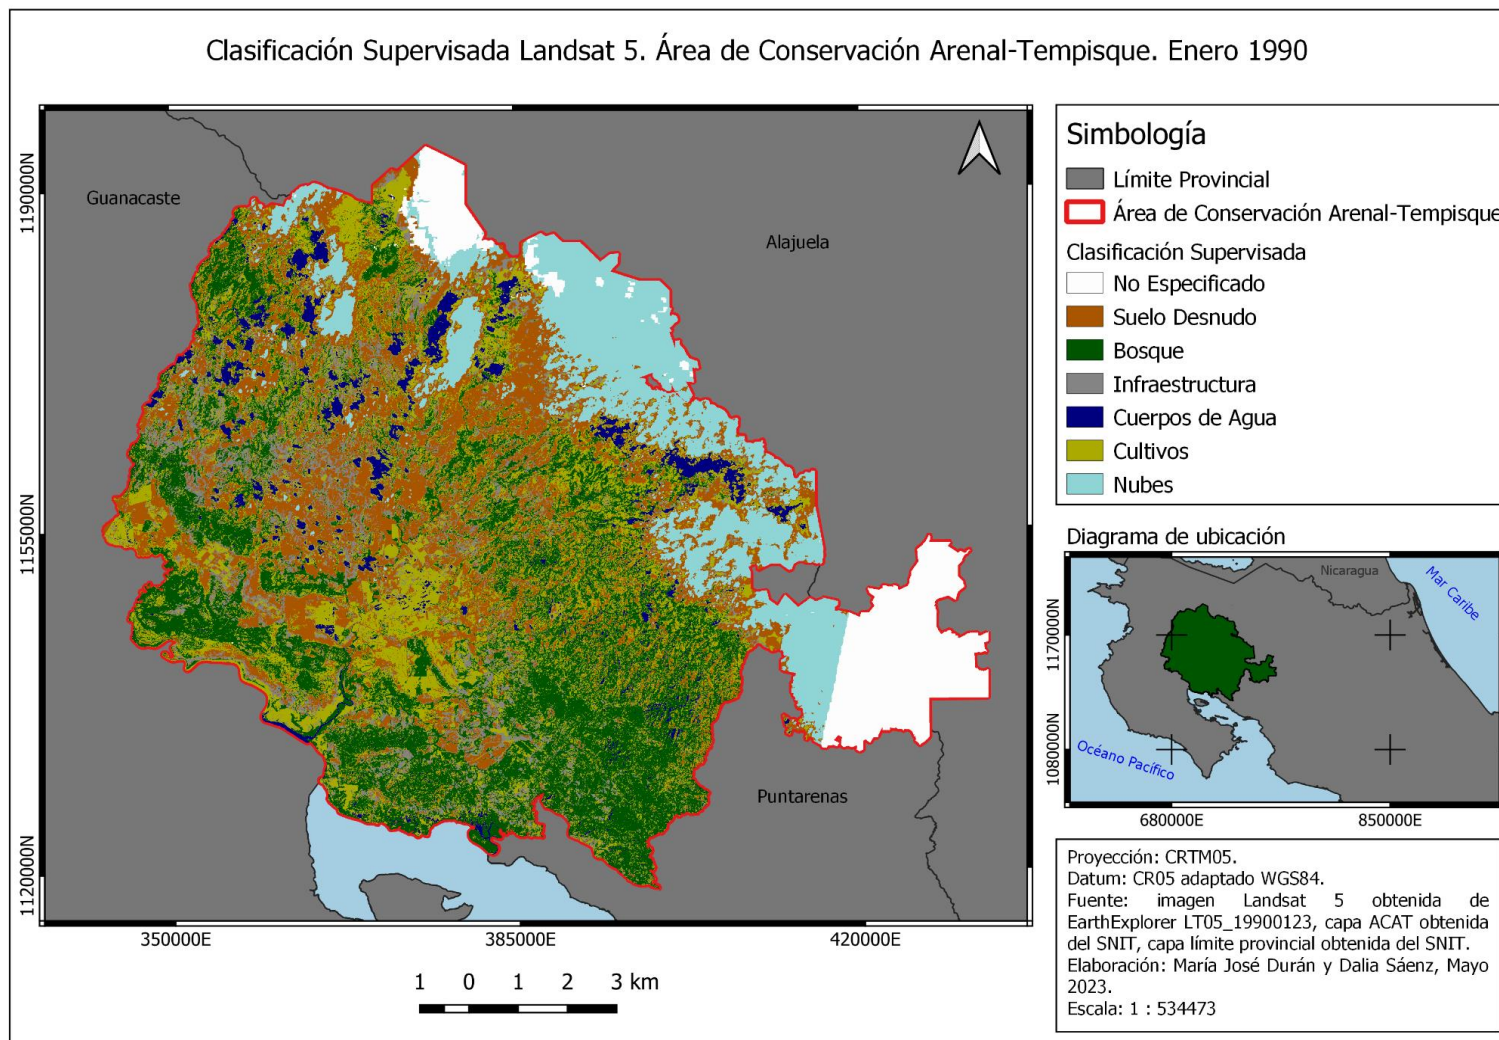 Clasificación Supervisada Landsat 5. Área de Conservación Arenal-Tempisque. Enero 1990
Guanacaste
Alajuela
Puntarenas
1190000N
1155000N
1120000N
350000E
385000E
420000E
1 0 1 2 3 km
Simbología
Límite Provincial
Área de Conservación Arenal-Tempisque
Clasificación Supervisada
No Especificado
Suelo Desnudo
Bosque
Infraestructura
Cuerpos de Agua
Cultivos
Nubes
Diagrama de ubicación
Nicaragua
Mar Caribe
Océano Pacífico
1170000N
1080000N
680000E
850000E
Proyección: CRTM05.
Datum: CR05 adaptado WGS84.
Fuente: imagen Landsat 5 obtenida de
EarthExplorer LT05_19900123, capa ACAT obtenida
del SNIT, capa límite provincial obtenida del SNIT.
Elaboración: María José Durán y Dalia Sáenz, Mayo
2023.
Escala: 1 : 534473